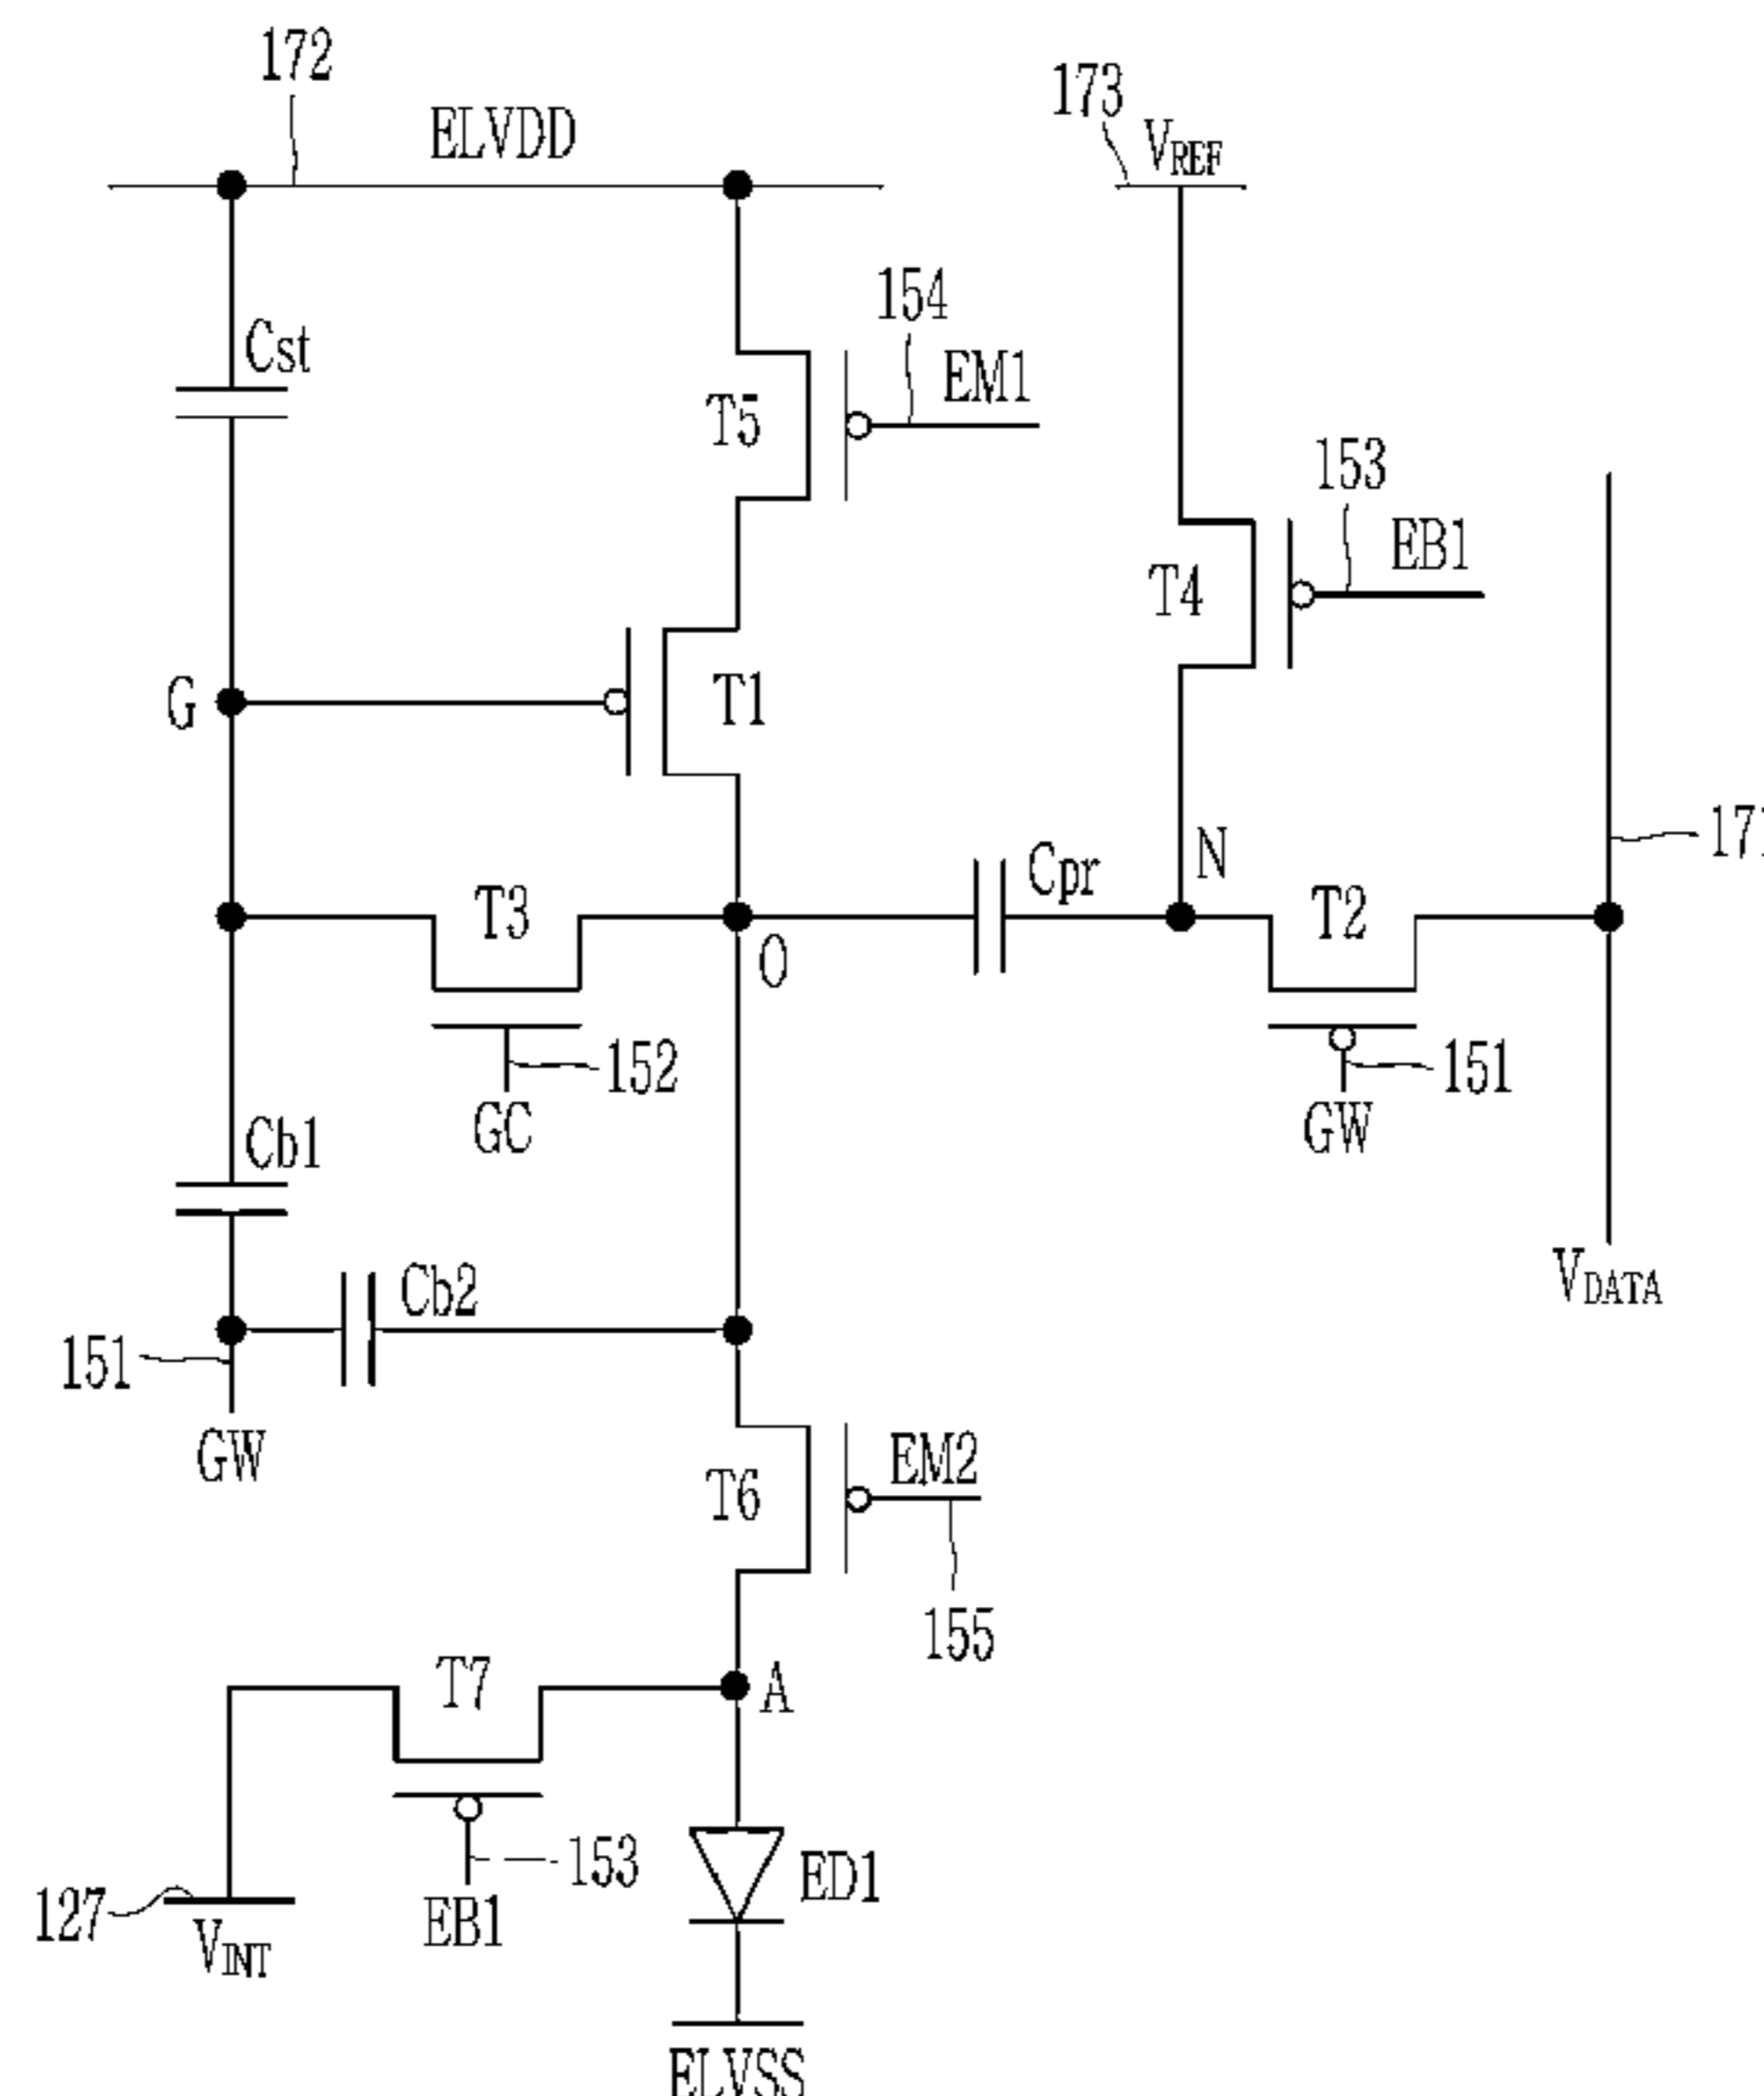 172
ELVDD
173
VREF
Cst
154
EM1
T5
153
EB1
T4
G
T1
N
Cpr
T3
T2
O
152
GC
151
GW
Cb1
Cb2
VDATA
151
GW
EM2
T6
155
T7
A
153
ED1
127
VINT
EB1
ELVSS